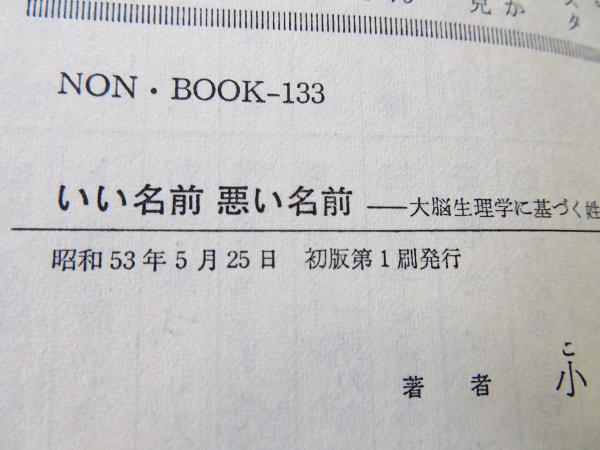 NON・BOOK-133
いい名前 悪い名前 ――大脳生理学に基づく姓
昭和53年5月25日 初版第1刷発行
こ
著者 小